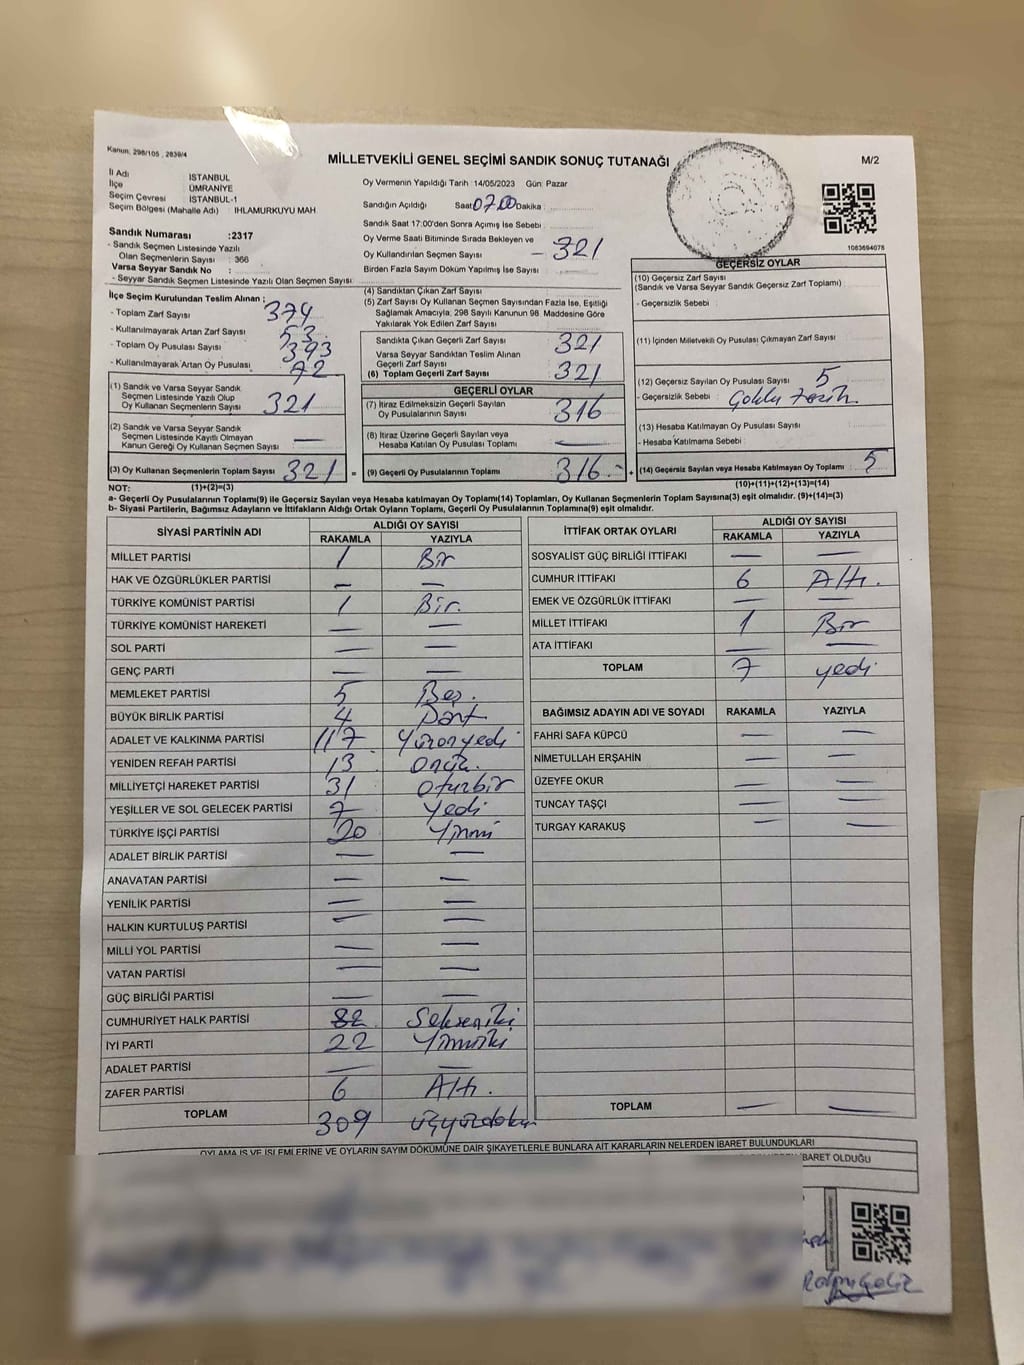 Kanun, 298/105 , 2839/4
MİLLETVEKİLİ GENEL SEÇİMİ SANDIK SONUÇ TUTANAĞI
M/2
İl Adı İSTANBUL
İlçe ÜMRANİYE
Seçim Çevresi İSTANBUL-1
Seçim Bölgesi (Mahalle Adı) IHLAMURKUYU MAH
Sandık Numarası :2317
- Sandık Seçmen Listesinde Yazılı
Olan Seçmenlerin Sayısı : 366
Varsa Seyyar Sandık No :
- Seyyar Sandık Seçmen Listesinde Yazılı Olan Seçmen Sayısı
İlçe Seçim Kurulundan Teslim Alınan ;
- Toplam Zarf Sayısı 374
- Kullanılmayarak Artan Zarf Sayısı 53
- Toplam Oy Pusulası Sayısı 393
- Kullanılmayarak Artan Oy Pusulası 72
(1) Sandık ve Varsa Seyyar Sandık
Seçmen Listesinde Yazılı Olup
Oy Kullanan Seçmenlerin Sayısı 321
(2) Sandık ve Varsa Seyyar Sandık
Seçmen Listesinde Kayıtlı Olmayan
Kanun Gereği Oy Kullanan Seçmen Sayısı —
(3) Oy Kullanan Seçmenlerin Toplam Sayısı 321 =
Oy Vermenin Yapıldığı Tarih :14/05/2023 Gün: Pazar
Sandığın Açıldığı Saat 07.00 Dakika :
Sandık Saat 17:00'den Sonra Açılmış İse Sebebi :
Oy Verme Saati Bitiminde Sırada Bekleyen ve
Oy Kullandırılan Seçmen Sayısı - 321
Birden Fazla Sayım Döküm Yapılmış İse Sayısı
(4) Sandıktan Çıkan Zarf Sayısı
(5) Zarf Sayısı Oy Kullanan Seçmen Sayısından Fazla İse, Eşitliği
Sağlamak Amacıyla, 298 Sayılı Kanunun 98. Maddesine Göre
Yakılarak Yok Edilen Zarf Sayısı
Sandıkta Çıkan Geçerli Zarf Sayısı 321
Varsa Seyyar Sandıktan Teslim Alınan
Geçerli Zarf Sayısı
(6) Toplam Geçerli Zarf Sayısı 321
GEÇERLİ OYLAR
(7) İtiraz Edilmeksizin Geçerli Sayılan
Oy Pusulalarının Sayısı 316
(8) İtiraz Üzerine Geçerli Sayılan veya
Hesaba Katılan Oy Pusulası Toplamı —
(9) Geçerli Oy Pusulalarının Toplamı 316 +
1083694078
GEÇERSİZ OYLAR
(10) Geçersiz Zarf Sayısı
(Sandık ve Varsa Seyyar Sandık Geçersiz Zarf Toplamı)
- Geçersizlik Sebebi :
(11) İçinden Milletvekili Oy Pusulası Çıkmayan Zarf Sayısı
(12) Geçersiz Sayılan Oy Pusulası Sayısı 5
- Geçersizlik Sebebi :
(13) Hesaba Katılmayan Oy Pusulası Sayısı
- Hesaba Katılmama Sebebi :
(14) Geçersiz Sayılan veya Hesaba Katılmayan Oy Toplamı : 5
NOT: (1)+(2)=(3) (10)+(11)+(12)+(13)=(14)
a- Geçerli Oy Pusulalarının Toplamı(9) ile Geçersiz Sayılan veya Hesaba katılmayan Oy Toplamı(14) Toplamları, Oy Kullanan Seçmenlerin Toplam Sayısına(3) eşit olmalıdır. (9)+(14)=(3)
b- Siyasi Partilerin, Bağımsız Adayların ve İttifakların Aldığı Ortak Oyların Toplamı, Geçerli Oy Pusulalarının Toplamına(9) eşit olmalıdır.
SİYASİ PARTİNİN ADI ALDIĞI OY SAYISI
RAKAMLA YAZIYLA
MİLLET PARTİSİ 1 Bir
HAK VE ÖZGÜRLÜKLER PARTİSİ — —
TÜRKİYE KOMÜNİST PARTİSİ 1 Bir.
TÜRKİYE KOMÜNİST HAREKETİ — —
SOL PARTİ — —
GENÇ PARTİ — —
MEMLEKET PARTİSİ 5 Beş.
BÜYÜK BİRLİK PARTİSİ 4 Dört
ADALET VE KALKINMA PARTİSİ 117 Yüzonyedi
YENİDEN REFAH PARTİSİ 13 Onüç.
MİLLİYETÇİ HAREKET PARTİSİ 31 Otuzbir
YEŞİLLER VE SOL GELECEK PARTİSİ 7 Yedi
TÜRKİYE İŞÇİ PARTİSİ 20 Yirmi
ADALET BİRLİK PARTİSİ — —
ANAVATAN PARTİSİ — —
YENİLİK PARTİSİ — —
HALKIN KURTULUŞ PARTİSİ — —
MİLLİ YOL PARTİSİ — —
VATAN PARTİSİ — —
GÜÇ BİRLİĞİ PARTİSİ — —
CUMHURİYET HALK PARTİSİ 82 Sekseniki
İYİ PARTİ 22 Yirmiiki
ADALET PARTİSİ — —
ZAFER PARTİSİ 6 Altı.
TOPLAM 309 üçyüzdokuz
İTTİFAK ORTAK OYLARI ALDIĞI OY SAYISI
RAKAMLA YAZIYLA
SOSYALİST GÜÇ BİRLİĞİ İTTİFAKI — —
CUMHUR İTTİFAKI 6 Altı.
EMEK VE ÖZGÜRLÜK İTTİFAKI — —
MİLLET İTTİFAKI 1 Bir
ATA İTTİFAKI — —
TOPLAM 7 yedi
BAĞIMSIZ ADAYIN ADI VE SOYADI RAKAMLA YAZIYLA
FAHRİ SAFA KÜPCÜ — —
NİMETULLAH ERŞAHİN — —
ÜZEYFE OKUR — —
TUNCAY TAŞÇI — —
TURGAY KARAKUŞ — —
TOPLAM — —
OYLAMA İŞ VE İŞLEMLERİNE VE OYLARIN SAYIM DÖKÜMÜNE DAİR ŞİKAYETLERLE BUNLARA AİT KARARLARIN NELERDEN İBARET BULUNDUKLARI
İBARET OLDUĞU